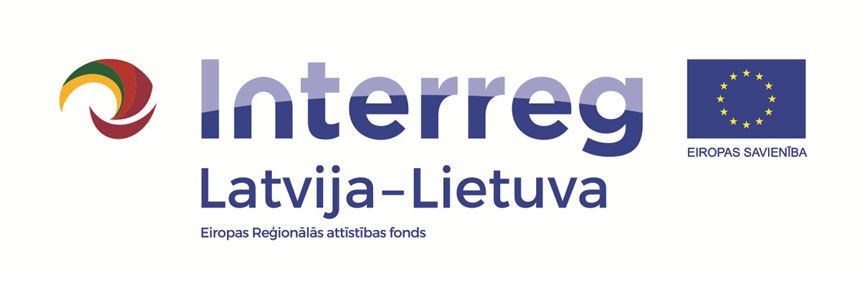 Interreg
EIROPAS SAVIENĪBA
Latvija–Lietuva
Eiropas Reģionālās attīstības fonds